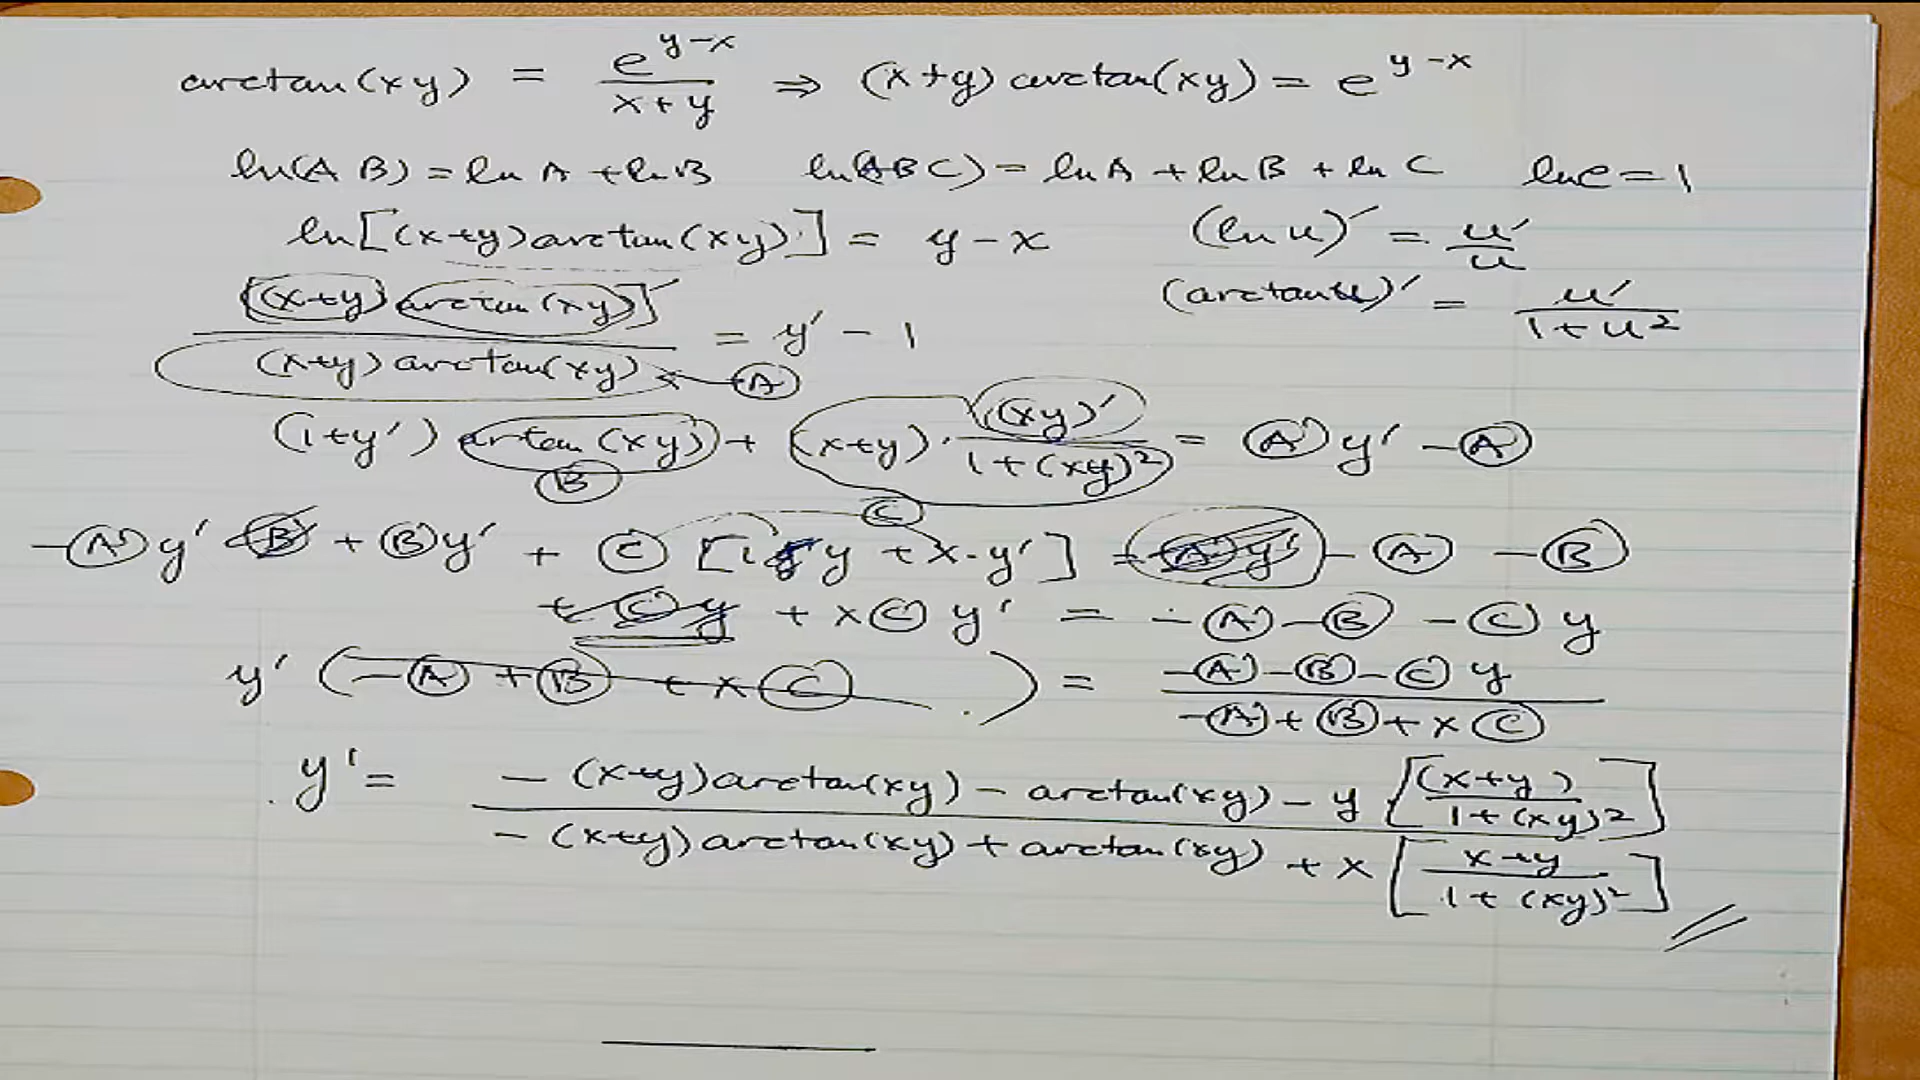 arctan(xy) = e^(y-x) / (x+y) ⇒ (x+y) arctan(xy) = e^(y-x)
ln(AB) = ln A + ln B   ln(ABC) = ln A + ln B + ln C   ln e = 1
ln[(x+y) arctan(xy)] = y - x   (ln u)' = u'/u
[(x+y) arctan(xy)]' / (x+y) arctan(xy) = y' - 1   (arctan u)' = u' / (1+u²)
Ⓐ
(1+y') artan(xy) + (x+y) · (xy)' / (1+(xy)²) = Ⓐ y' - Ⓐ
Ⓑ   Ⓒ
-Ⓐ y' Ⓑ + Ⓑ y' + Ⓒ [1·y + x·y'] = Ⓐ y' - Ⓐ - Ⓑ
+ Ⓒ y + x Ⓒ y' = - Ⓐ - Ⓑ - Ⓒ y
y' (-Ⓐ + Ⓑ + x Ⓒ ) = (-Ⓐ - Ⓑ - Ⓒ y) / (-Ⓐ + Ⓑ + x Ⓒ)
y' = (-(x+y) arctan(xy) - arctan(xy) - y [(x+y) / (1+(xy)²)]) / (-(x+y) arctan(xy) + arctan(xy) + x [x+y / (1+(xy)²)])